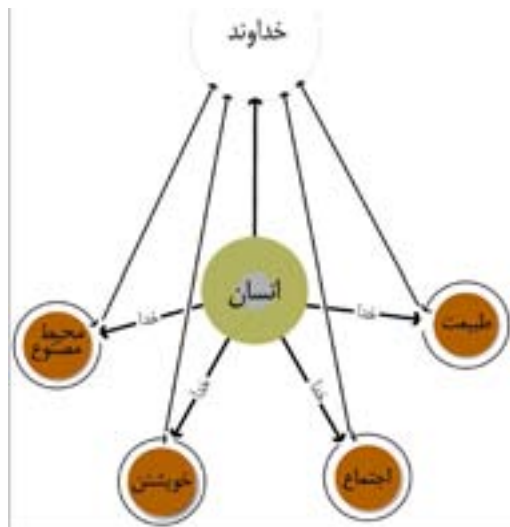 خداوند
انسان
خدا
خدا
خدا
خدا
طبیعت
محیط
مصنوع
خویشتن
اجتماع